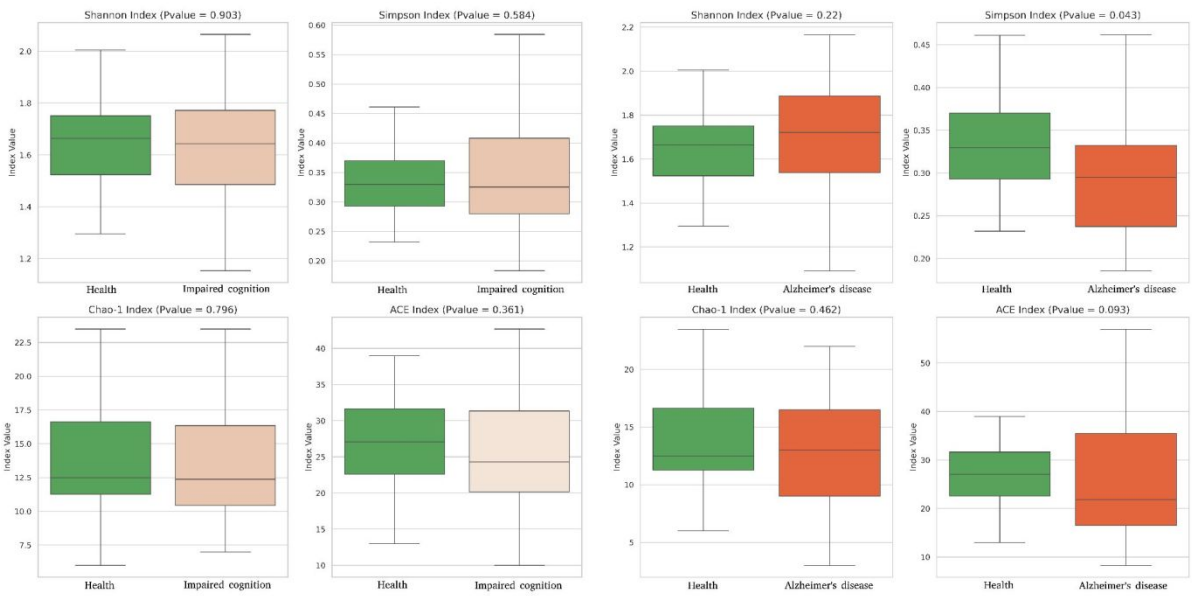 Shannon Index (Pvalue = 0.903)
Index Value
2.0
1.8
1.6
1.4
1.2
Health Impaired cognition
Simpson Index (Pvalue = 0.584)
0.60
0.55
0.50
0.45
0.40
0.35
0.30
0.25
0.20
Health Impaired cognition
Shannon Index (Pvalue = 0.22)
Index Value
2.2
2.0
1.8
1.6
1.4
1.2
Health Alzheimer's disease
Simpson Index (Pvalue = 0.043)
Index Value
0.45
0.40
0.35
0.30
0.25
0.20
Health Alzheimer's disease
Chao-1 Index (Pvalue = 0.796)
Index Value
22.5
20.0
17.5
15.0
12.5
10.0
7.5
Health Impaired cognition
ACE Index (Pvalue = 0.361)
Index Value
40
35
30
25
20
15
10
Health Impaired cognition
Chao-1 Index (Pvalue = 0.462)
Index Value
20
15
10
5
Health Alzheimer's disease
ACE Index (Pvalue = 0.093)
Index Value
50
40
30
20
10
Health Alzheimer's disease